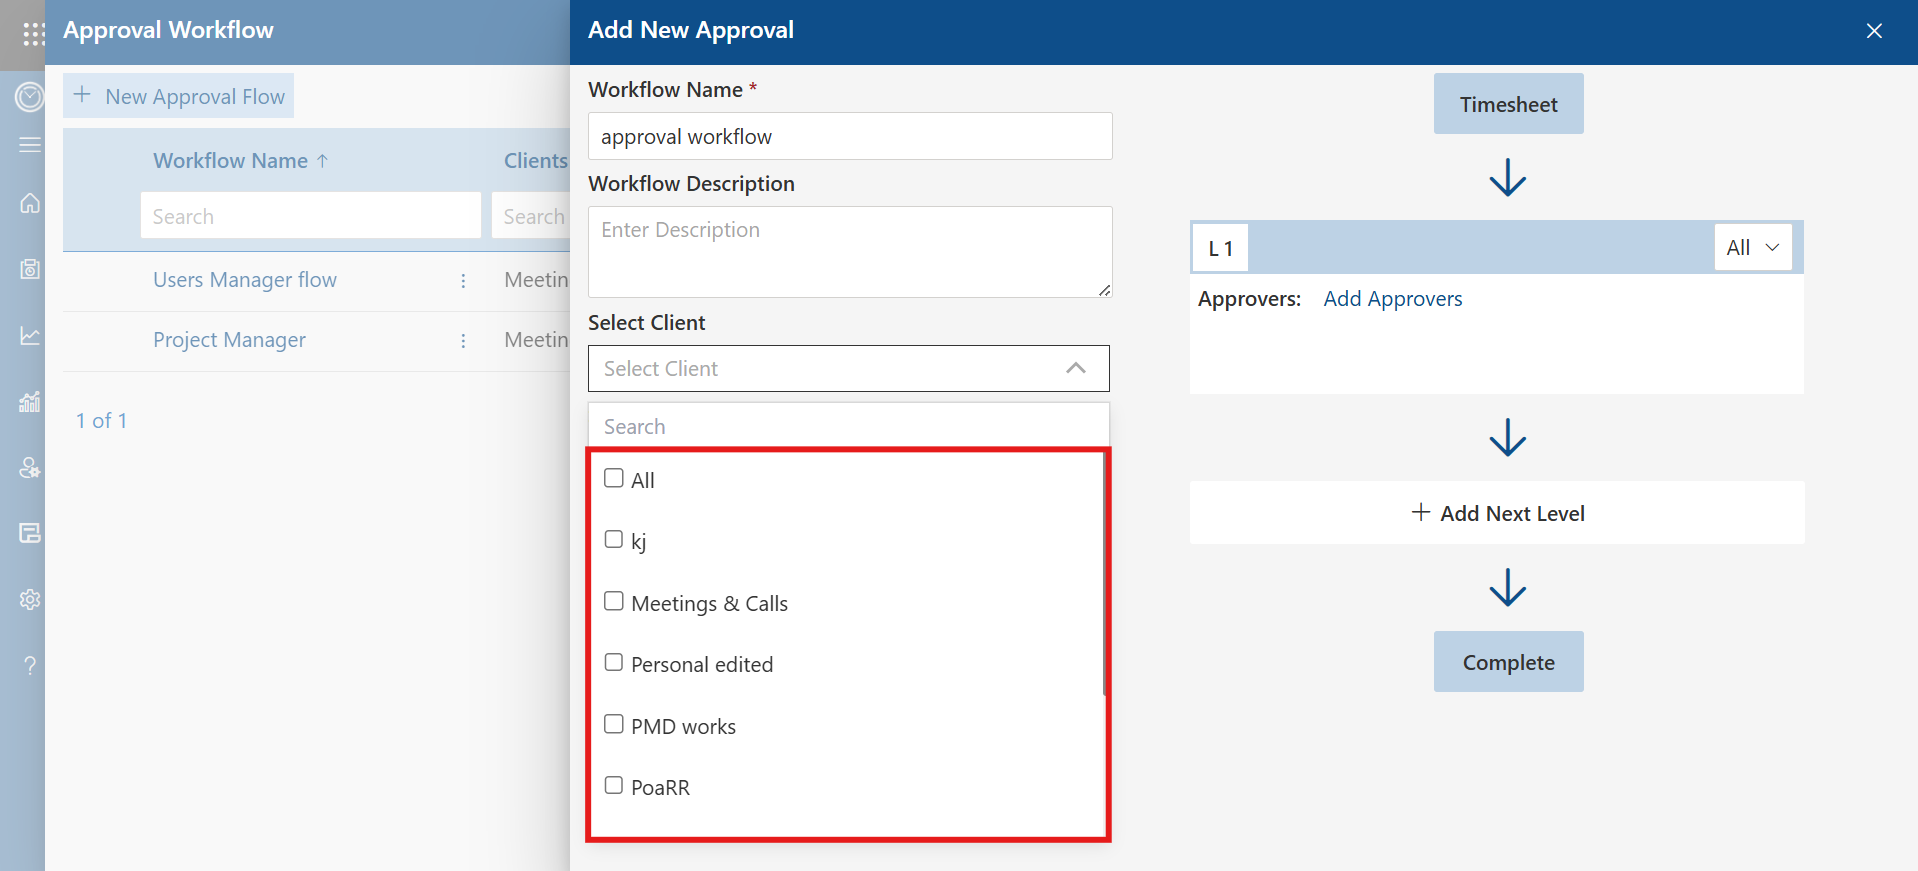 Approval Workflow
+ New Approval Flow
Workflow Name ↑
Clients
Search
Search
Users Manager flow
Meetin
Project Manager
Meetin
1 of 1
?
Add New Approval
Workflow Name *
approval workflow
Workflow Description
Enter Description
Select Client
Select Client
Search
All
kj
Meetings & Calls
Personal edited
PMD works
PoaRR
Timesheet
L 1
All
Approvers: Add Approvers
+ Add Next Level
Complete